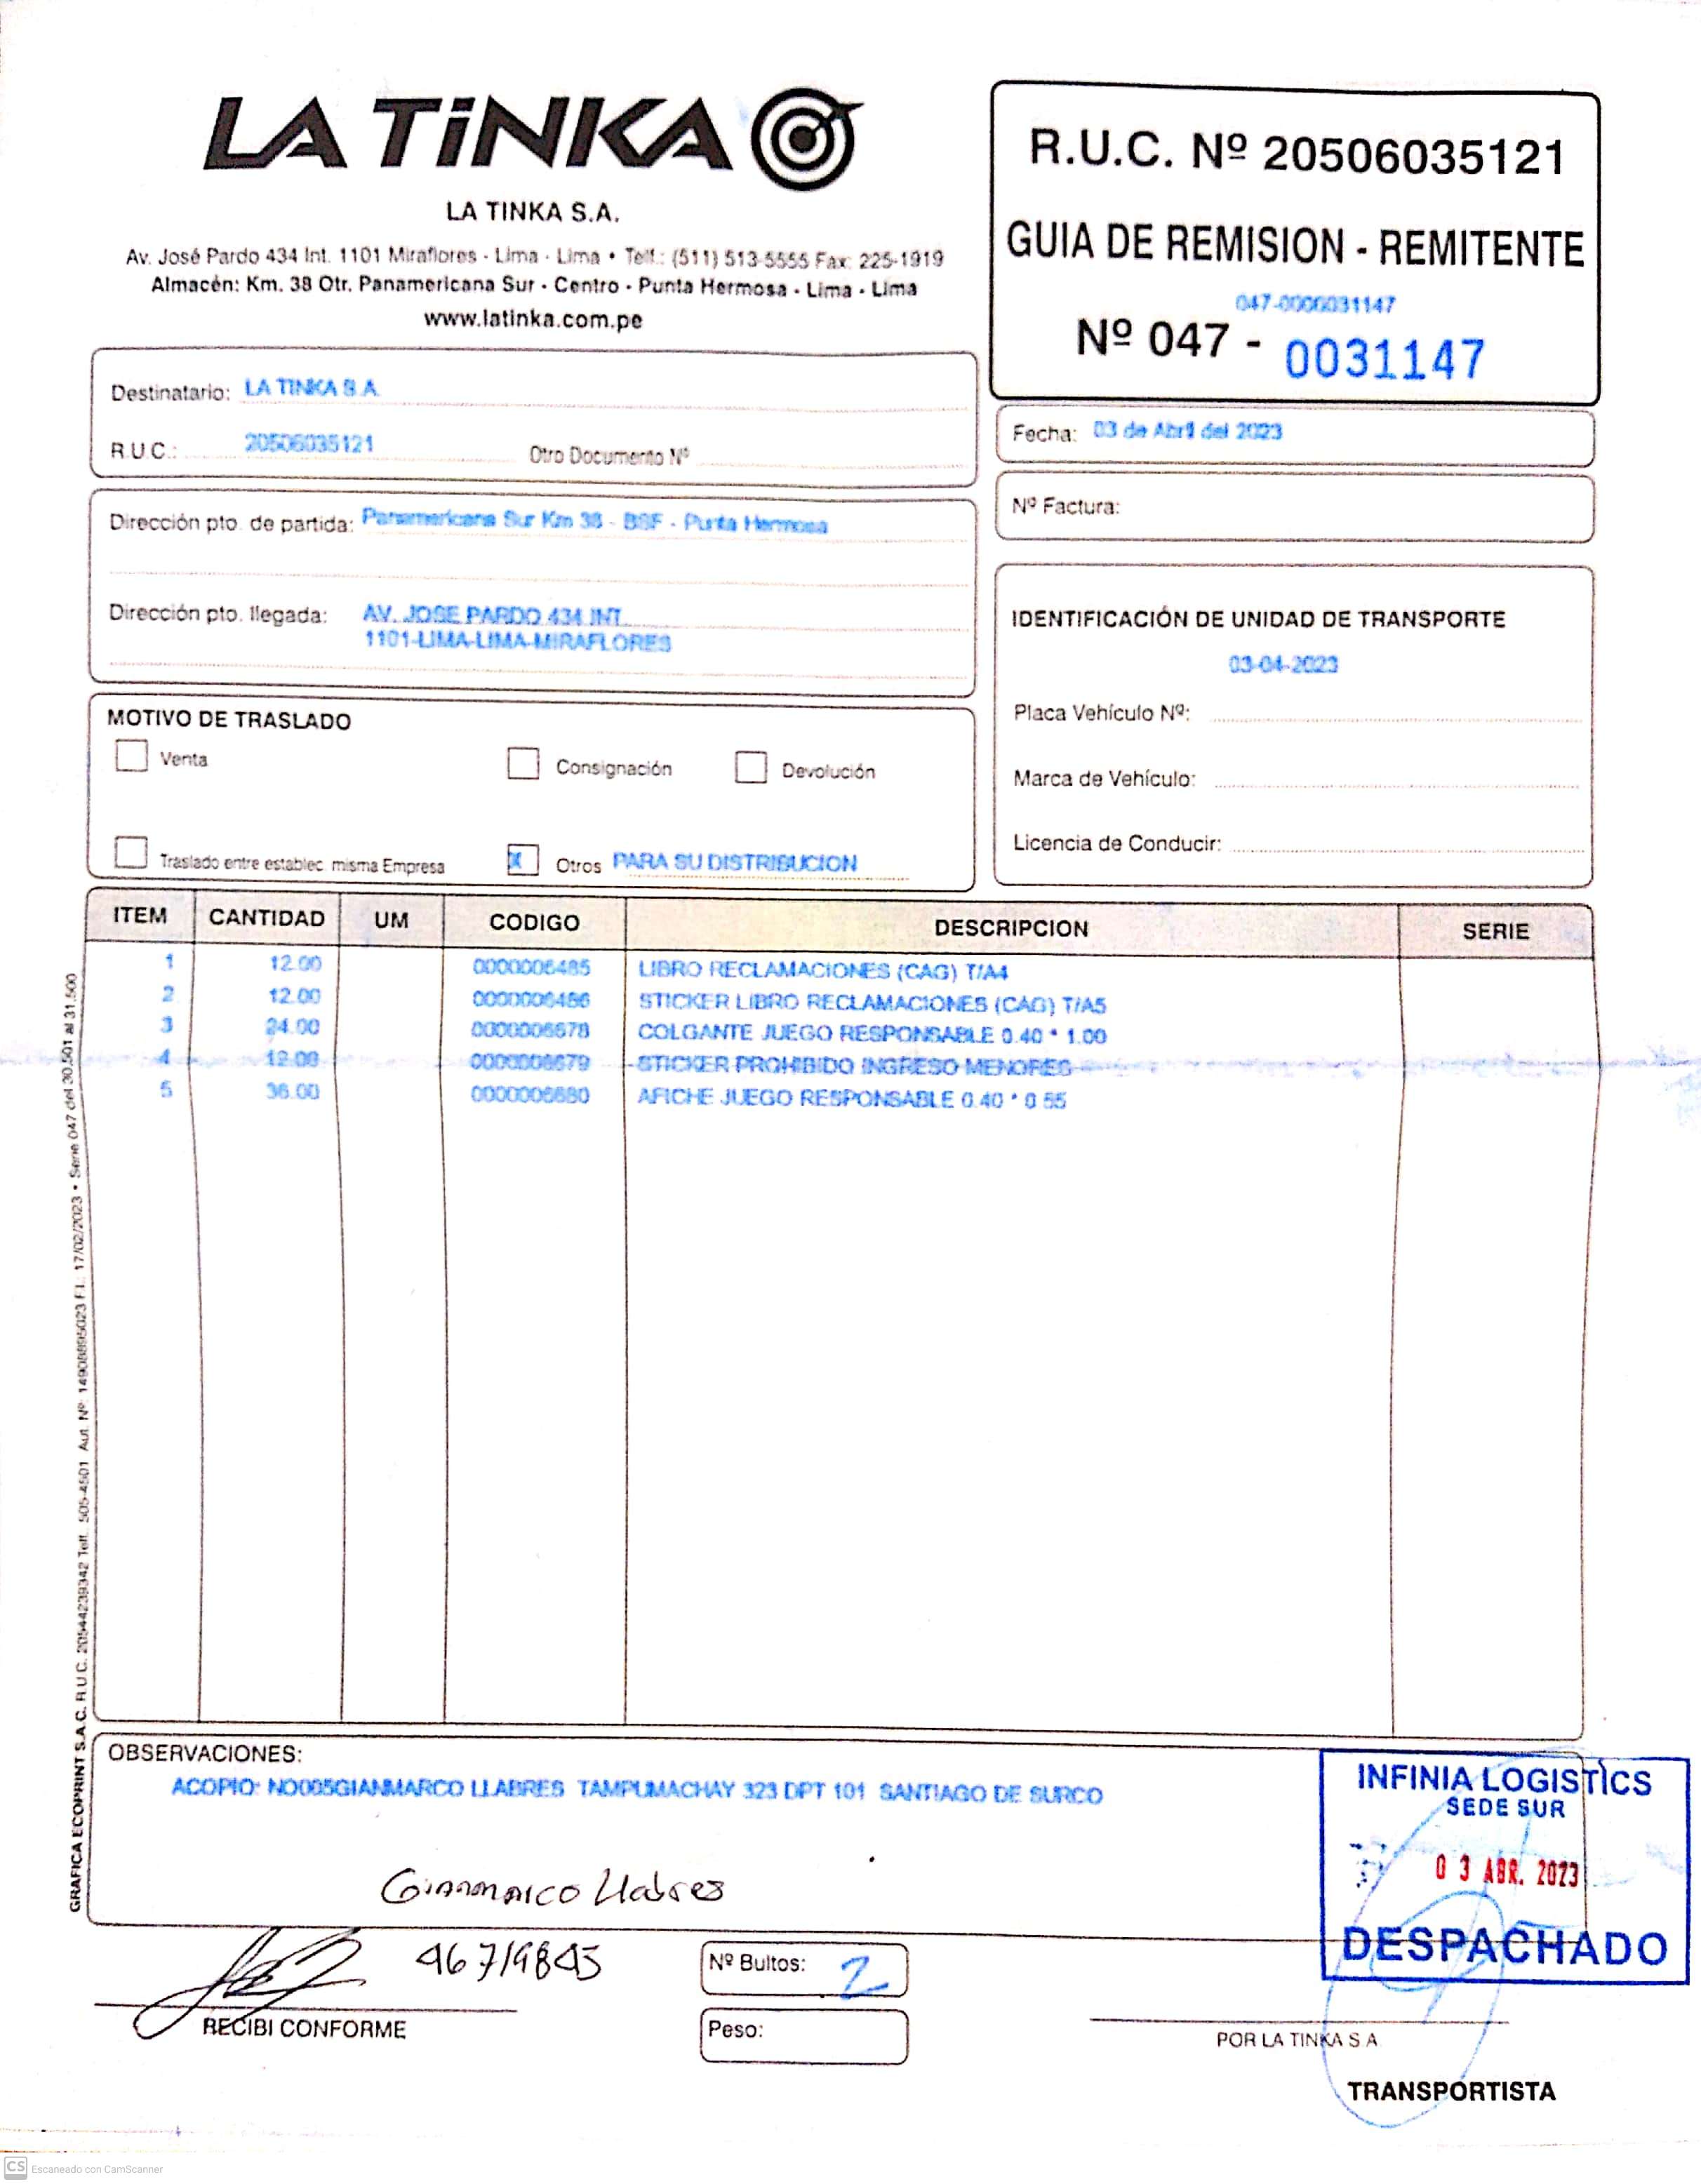 LA TiNKA
LA TINKA S.A.
Av. José Pardo 434 Int. 1101 Miraflores - Lima - Lima • Telf.: (511) 513-5555 Fax: 225-1919
Almacén: Km. 38 Otr. Panamericana Sur - Centro - Punta Hermosa - Lima - Lima
www.latinka.com.pe
R.U.C. Nº 20506035121
GUIA DE REMISION - REMITENTE
047-0000031147
Nº 047 - 0031147
Destinatario: LA TINKA S.A.
R.U.C.: 20506035121 Otro Documento Nº
Fecha: 03 de Abril del 2023
Nº Factura:
Dirección pto. de partida: Panamericana Sur Km 38 - BSF - Punta Hermosa
Dirección pto. llegada: AV. JOSE PARDO 434 INT.
1101-LIMA-LIMA-MIRAFLORES
IDENTIFICACIÓN DE UNIDAD DE TRANSPORTE
03-04-2023
Placa Vehículo Nº:
Marca de Vehículo:
Licencia de Conducir:
MOTIVO DE TRASLADO
Venta Consignación Devolución
Traslado entre establec. misma Empresa X Otros PARA SU DISTRIBUCION
ITEM CANTIDAD UM CODIGO DESCRIPCION SERIE
1 12.00 0000006485 LIBRO RECLAMACIONES (CAG) T/A4
2 12.00 0000006486 STICKER LIBRO RECLAMACIONES (CAG) T/A5
3 24.00 0000006678 COLGANTE JUEGO RESPONSABLE 0.40 * 1.00
4 12.00 0000006679 STICKER PROHIBIDO INGRESO MENORES
5 36.00 0000006680 AFICHE JUEGO RESPONSABLE 0.40 * 0.55
GRAFICA ECOPRINT S.A.C. R.U.C. 20544239342 Telf. 505-4501 Aut. Nº: 14908895023 F.I.: 17/02/2023 • Serie 047 del 30,501 al 31,500
OBSERVACIONES:
ACOPIO: NO005GIANMARCO LLABRES TAMPUMACHAY 323 DPT 101 SANTIAGO DE SURCO
Gianmarco Llabres
INFINIA LOGISTICS
SEDE SUR
03 ABR. 2023
DESPACHADO
46719845
RECIBI CONFORME
Nº Bultos: 2
Peso:
POR LA TINKA S A
TRANSPORTISTA
CS Escaneado con CamScanner